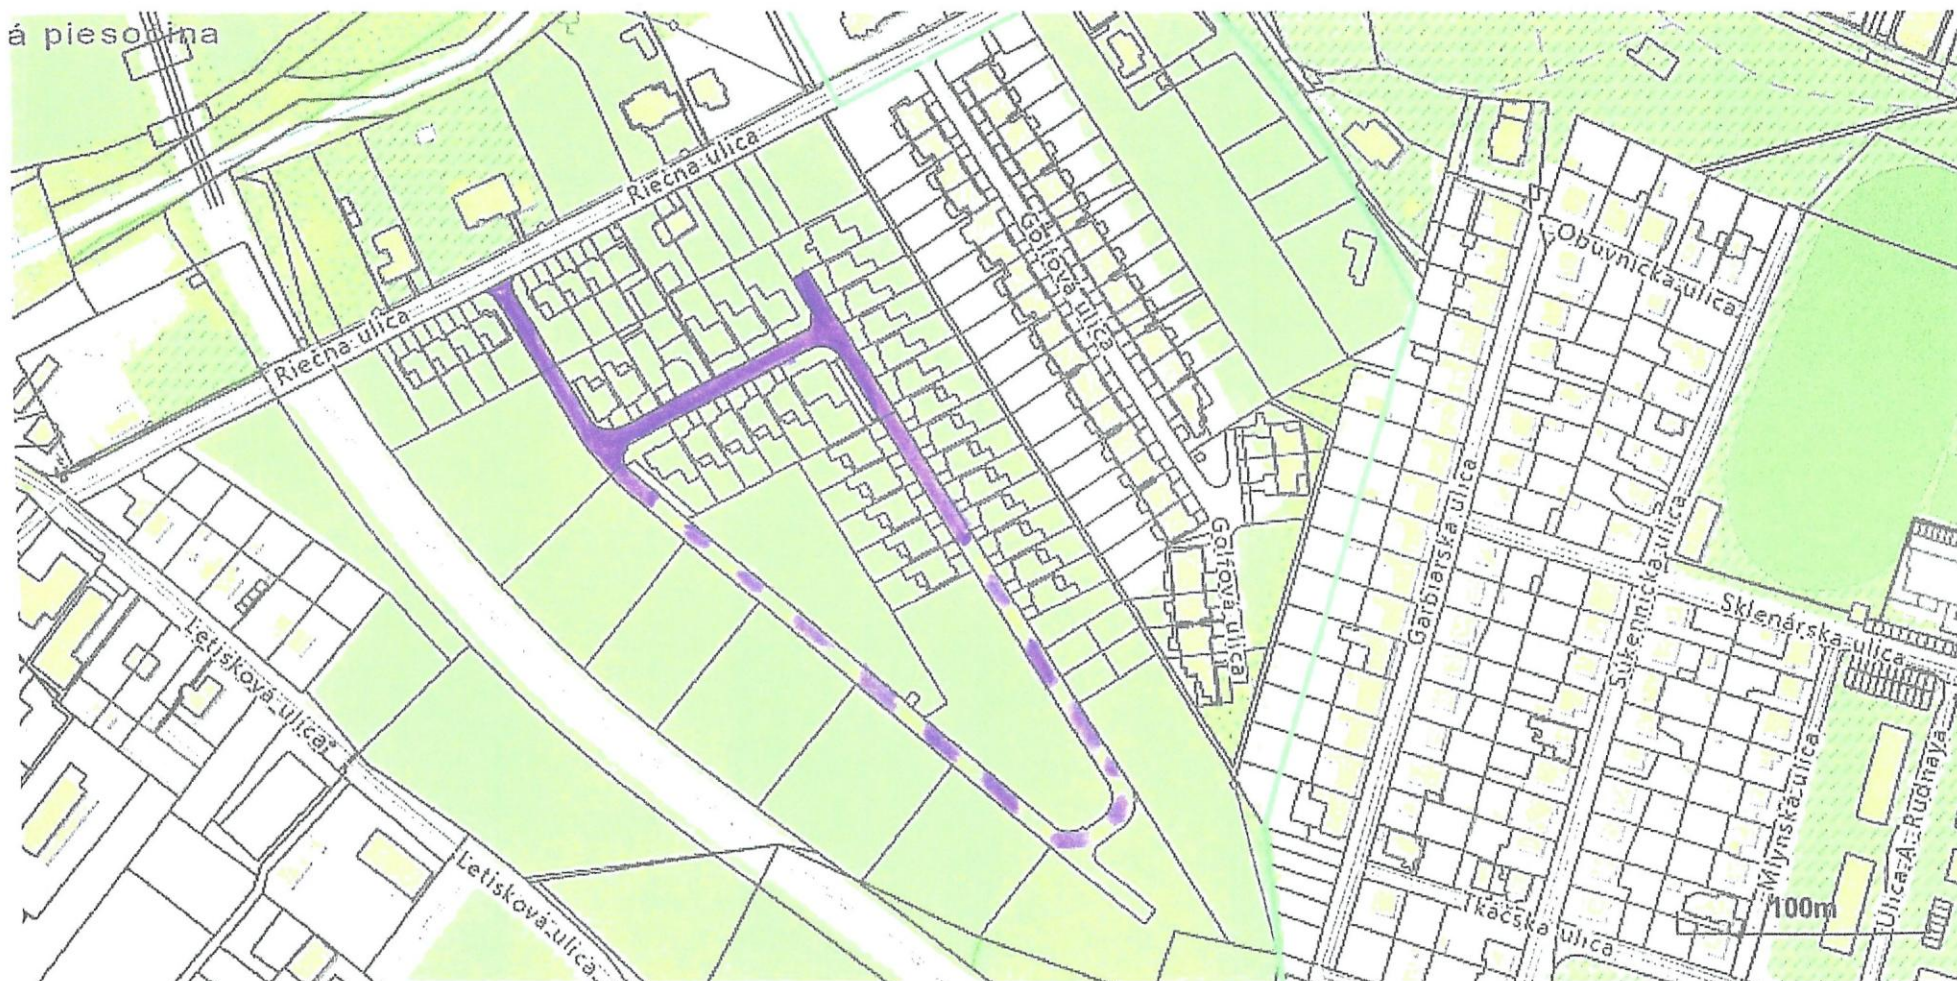 á piesočina
Riečna ulica
Riečna ulica
Golfová ulica
Obuvnícka ulica
Golfová ulica
Garbiarska ulica
Súkennícka ulica
Sklenárska ulica
Letisková ulica
Letisková ulica
Mlynská ulica
Ulica A. Rudnaya
Tkáčska ulica
100m